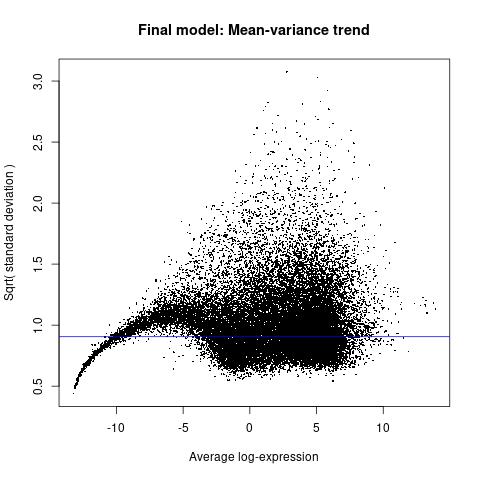 Final model: Mean-variance trend
Sqrt( standard deviation )
3.0
2.5
2.0
1.5
1.0
0.5
-10 -5 0 5 10
Average log-expression